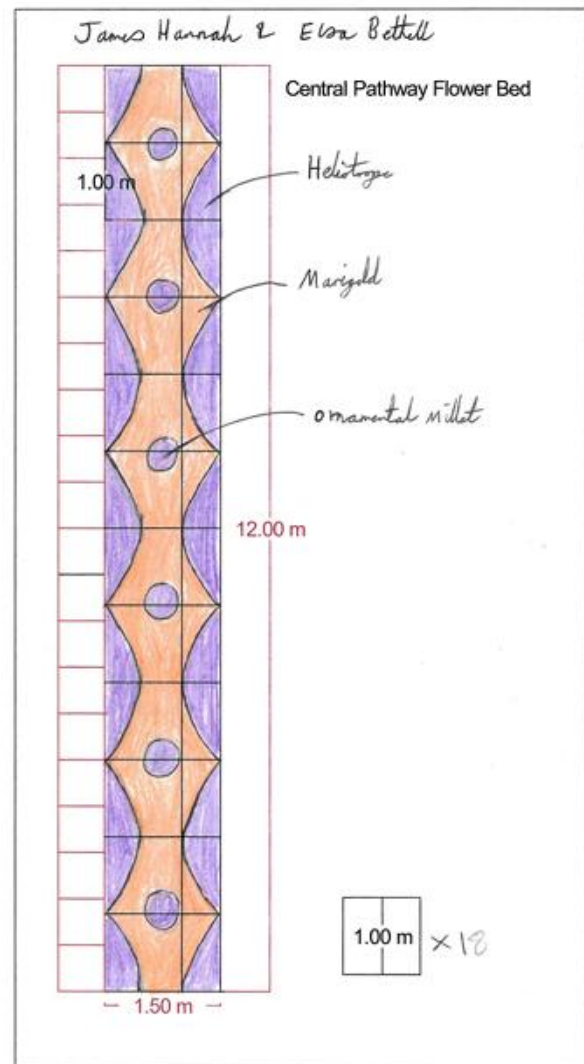 James Hannah & Elsa Bethell
Central Pathway Flower Bed
Heliotrope
1.00 m
Marigold
ornamental Millet
12.00 m
1.00 m ×18
1.50 m